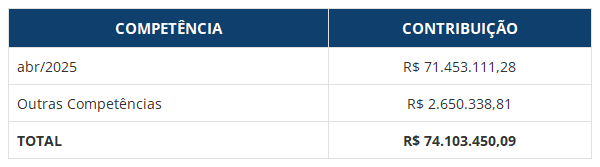 COMPETÊNCIA CONTRIBUIÇÃO
abr/2025 R$ 71.453.111,28
Outras Competências R$ 2.650.338,81
TOTAL R$ 74.103.450,09